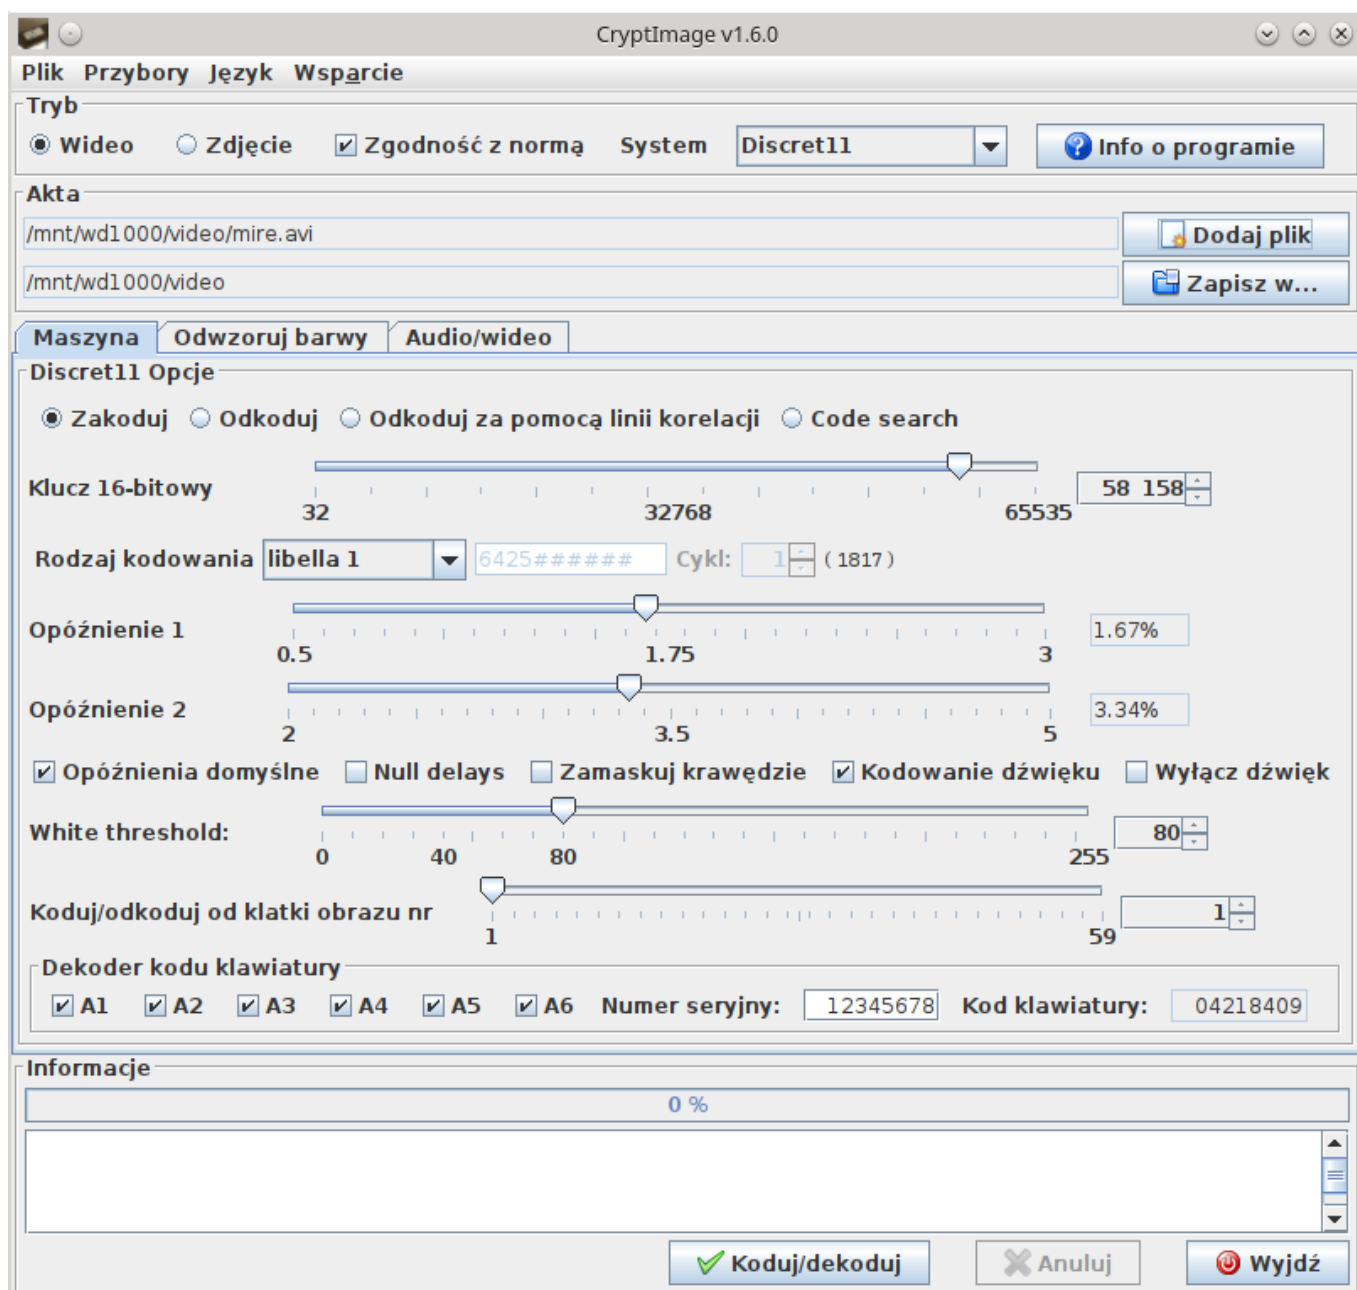 CryptImage v1.6.0
Plik Przybory Język Wsparcie
Tryb
Wideo Zdjęcie Zgodność z normą System Discret11 Info o programie
Akta
/mnt/wd1000/video/mire.avi Dodaj plik
/mnt/wd1000/video Zapisz w...
Maszyna Odwzoruj barwy Audio/wideo
Discret11 Opcje
Zakoduj Odkoduj Odkoduj za pomocą linii korelacji Code search
Klucz 16-bitowy 58 158
32 32768 65535
Rodzaj kodowania libella 1 6425###### Cykl: 1 ( 1817 )
Opóźnienie 1 1.67%
0.5 1.75 3
Opóźnienie 2 3.34%
2 3.5 5
Opóźnienia domyślne Null delays Zamaskuj krawędzie Kodowanie dźwięku Wyłącz dźwięk
White threshold: 80
0 40 80 255
Koduj/odkoduj od klatki obrazu nr 1
1 59
Dekoder kodu klawiatury
A1 A2 A3 A4 A5 A6 Numer seryjny: 12345678 Kod klawiatury: 04218409
Informacje
0 %
Koduj/dekoduj Anuluj Wyjdź